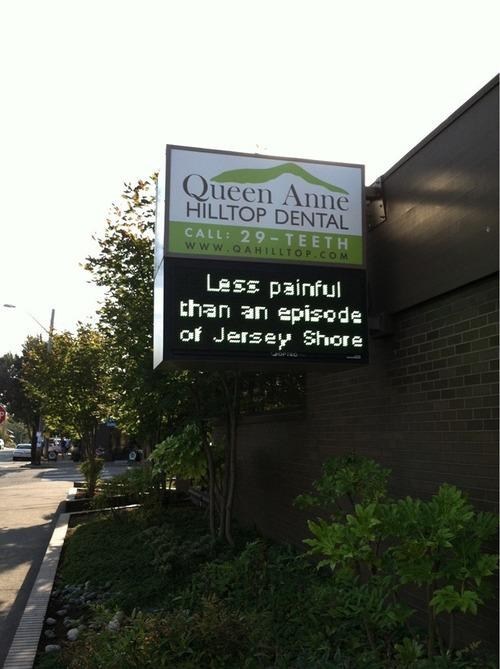 Queen Anne
HILLTOP DENTAL
CALL: 29-TEETH
WWW.QAHILLTOP.COM
Less painful
than an episode
of Jersey Shore